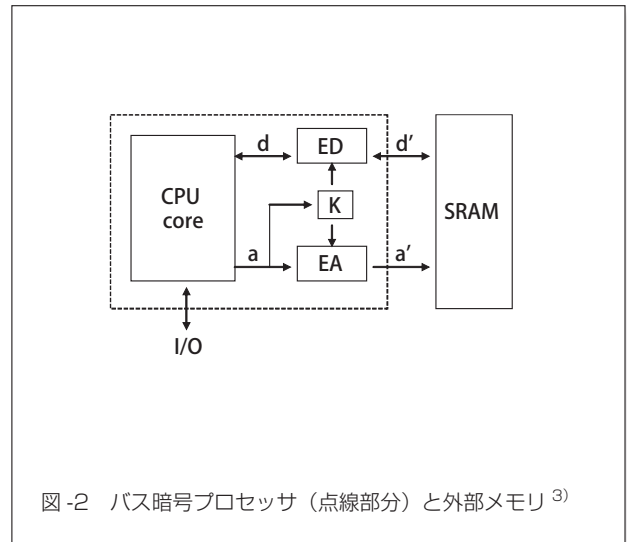 d
ED
d’
CPU
core
K
SRAM
a
EA
a’
I/O
図-2 バス暗号プロセッサ（点線部分）と外部メモリ 3)